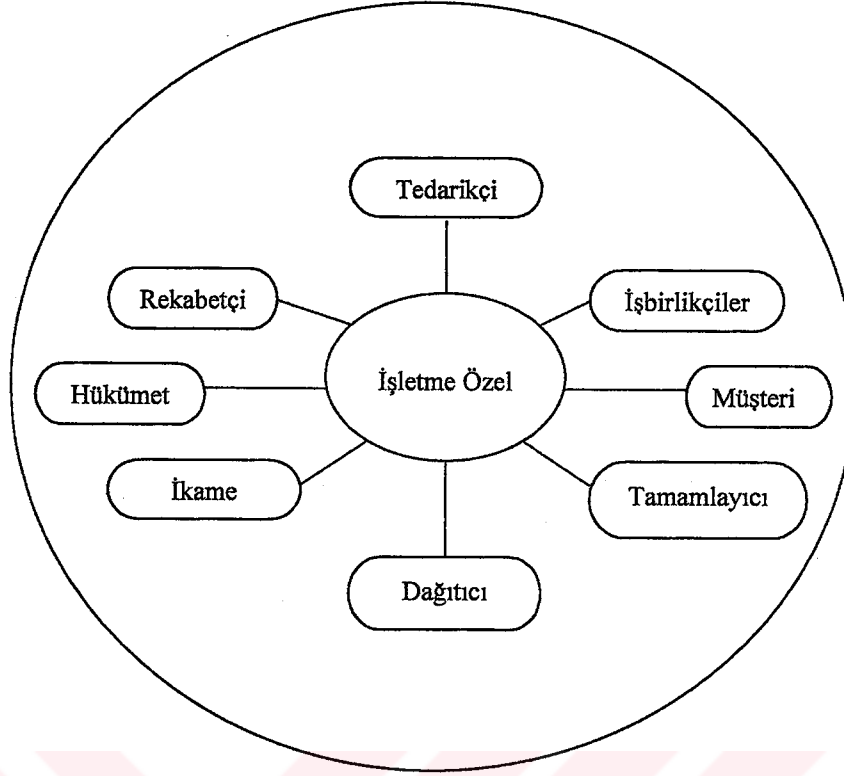 Tedarikçi
Rekabetçi
İşbirlikçiler
İşletme Özel
Hükümet
Müşteri
İkame
Tamamlayıcı
Dağıtıcı